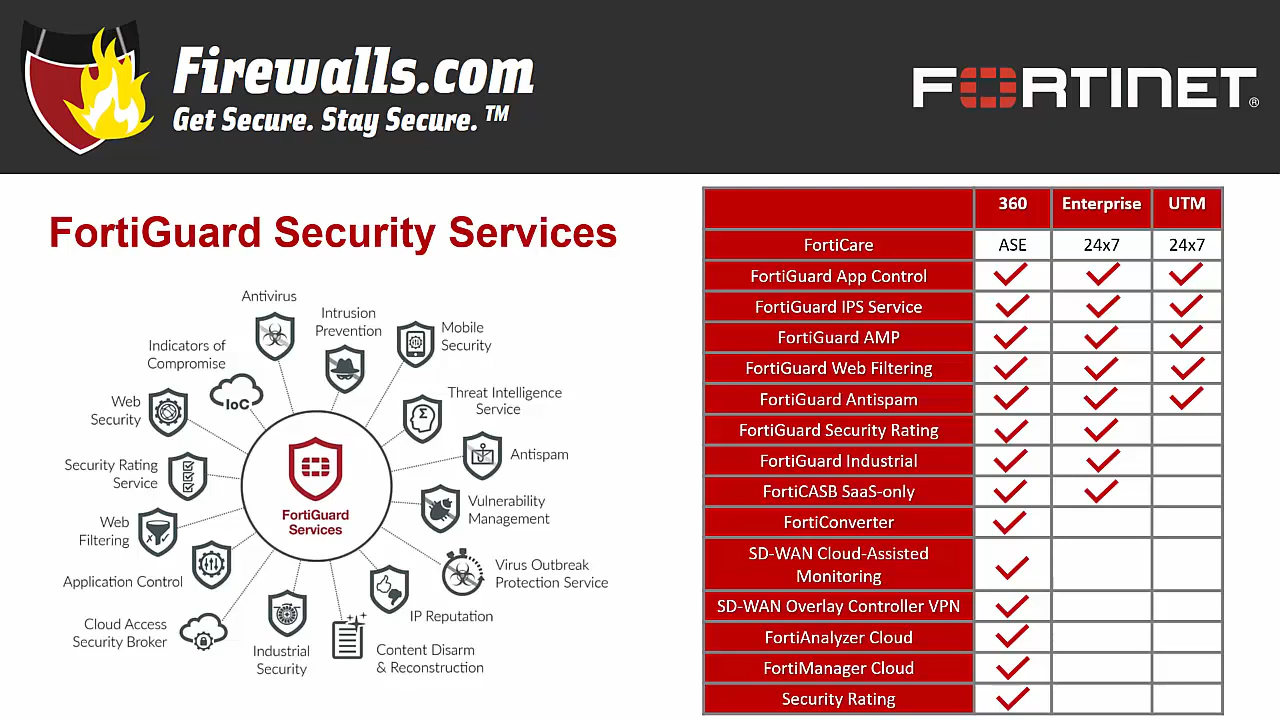 Firewalls.com
Get Secure. Stay Secure.™
FORTINET®
FortiGuard Security Services
Antivirus
Intrusion
Prevention
Mobile
Security
Indicators of
Compromise
IoC
Threat Intelligence
Service
Web
Security
Antispam
Security Rating
Service
FortiGuard
Services
Vulnerability
Management
Web
Filtering
Virus Outbreak
Protection Service
Application Control
IP Reputation
Cloud Access
Security Broker
Industrial
Security
Content Disarm
& Reconstruction
360 Enterprise UTM
FortiCare ASE 24x7 24x7
FortiGuard App Control
FortiGuard IPS Service
FortiGuard AMP
FortiGuard Web Filtering
FortiGuard Antispam
FortiGuard Security Rating
FortiGuard Industrial
FortiCASB SaaS-only
FortiConverter
SD-WAN Cloud-Assisted
Monitoring
SD-WAN Overlay Controller VPN
FortiAnalyzer Cloud
FortiManager Cloud
Security Rating